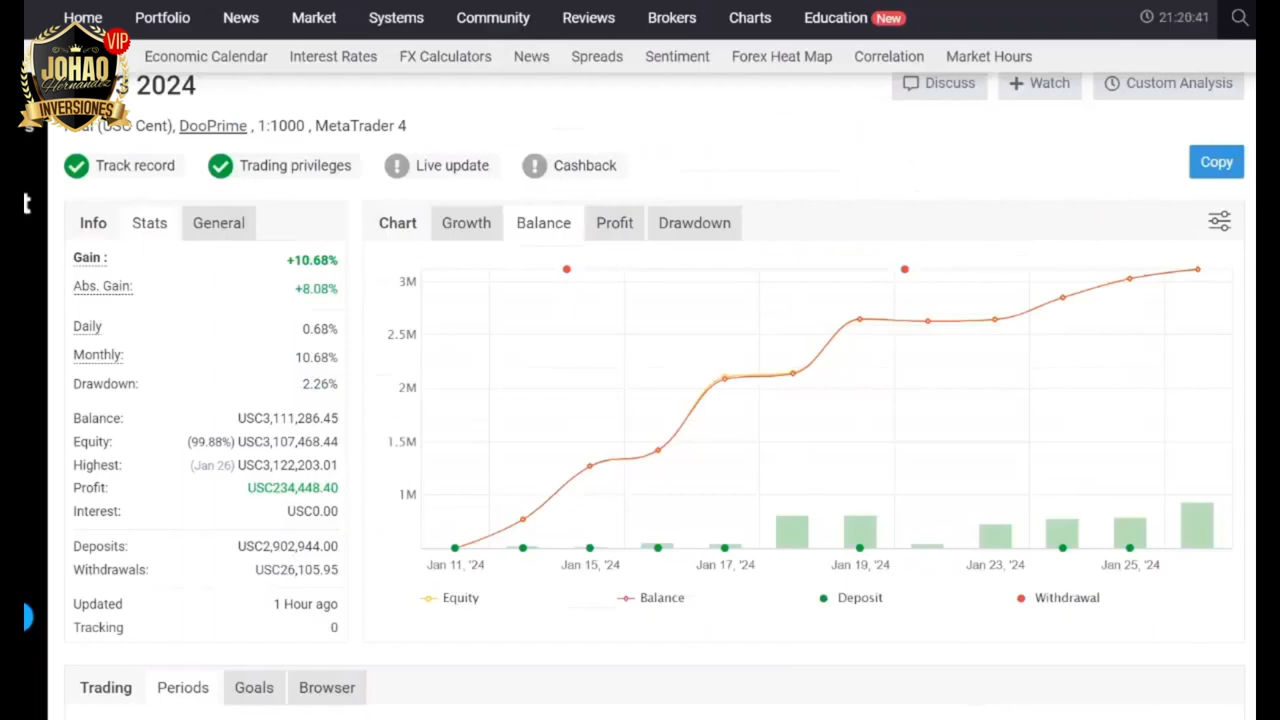 Home Portfolio News Market Systems Community Reviews Brokers Charts Education New 21:20:41
Economic Calendar Interest Rates FX Calculators News Spreads Sentiment Forex Heat Map Correlation Market Hours
VIP
JOHAO
Hernandez
INVERSIONES
3 2024
Discuss Watch Custom Analysis
(USC Cent), DooPrime , 1:1000 , MetaTrader 4
Track record Trading privileges Live update Cashback
Copy
Info Stats General
Gain : +10.68%
Abs. Gain: +8.08%
Daily 0.68%
Monthly: 10.68%
Drawdown: 2.26%
Balance: USC3,111,286.45
Equity: (99.88%) USC3,107,468.44
Highest: (Jan 26) USC3,122,203.01
Profit: USC234,448.40
Interest: USC0.00
Deposits: USC2,902,944.00
Withdrawals: USC26,105.95
Updated 1 Hour ago
Tracking 0
Chart Growth Balance Profit Drawdown
3M
2.5M
2M
1.5M
1M
Jan 11, '24 Jan 15, '24 Jan 17, '24 Jan 19, '24 Jan 23, '24 Jan 25, '24
Equity Balance Deposit Withdrawal
Trading Periods Goals Browser